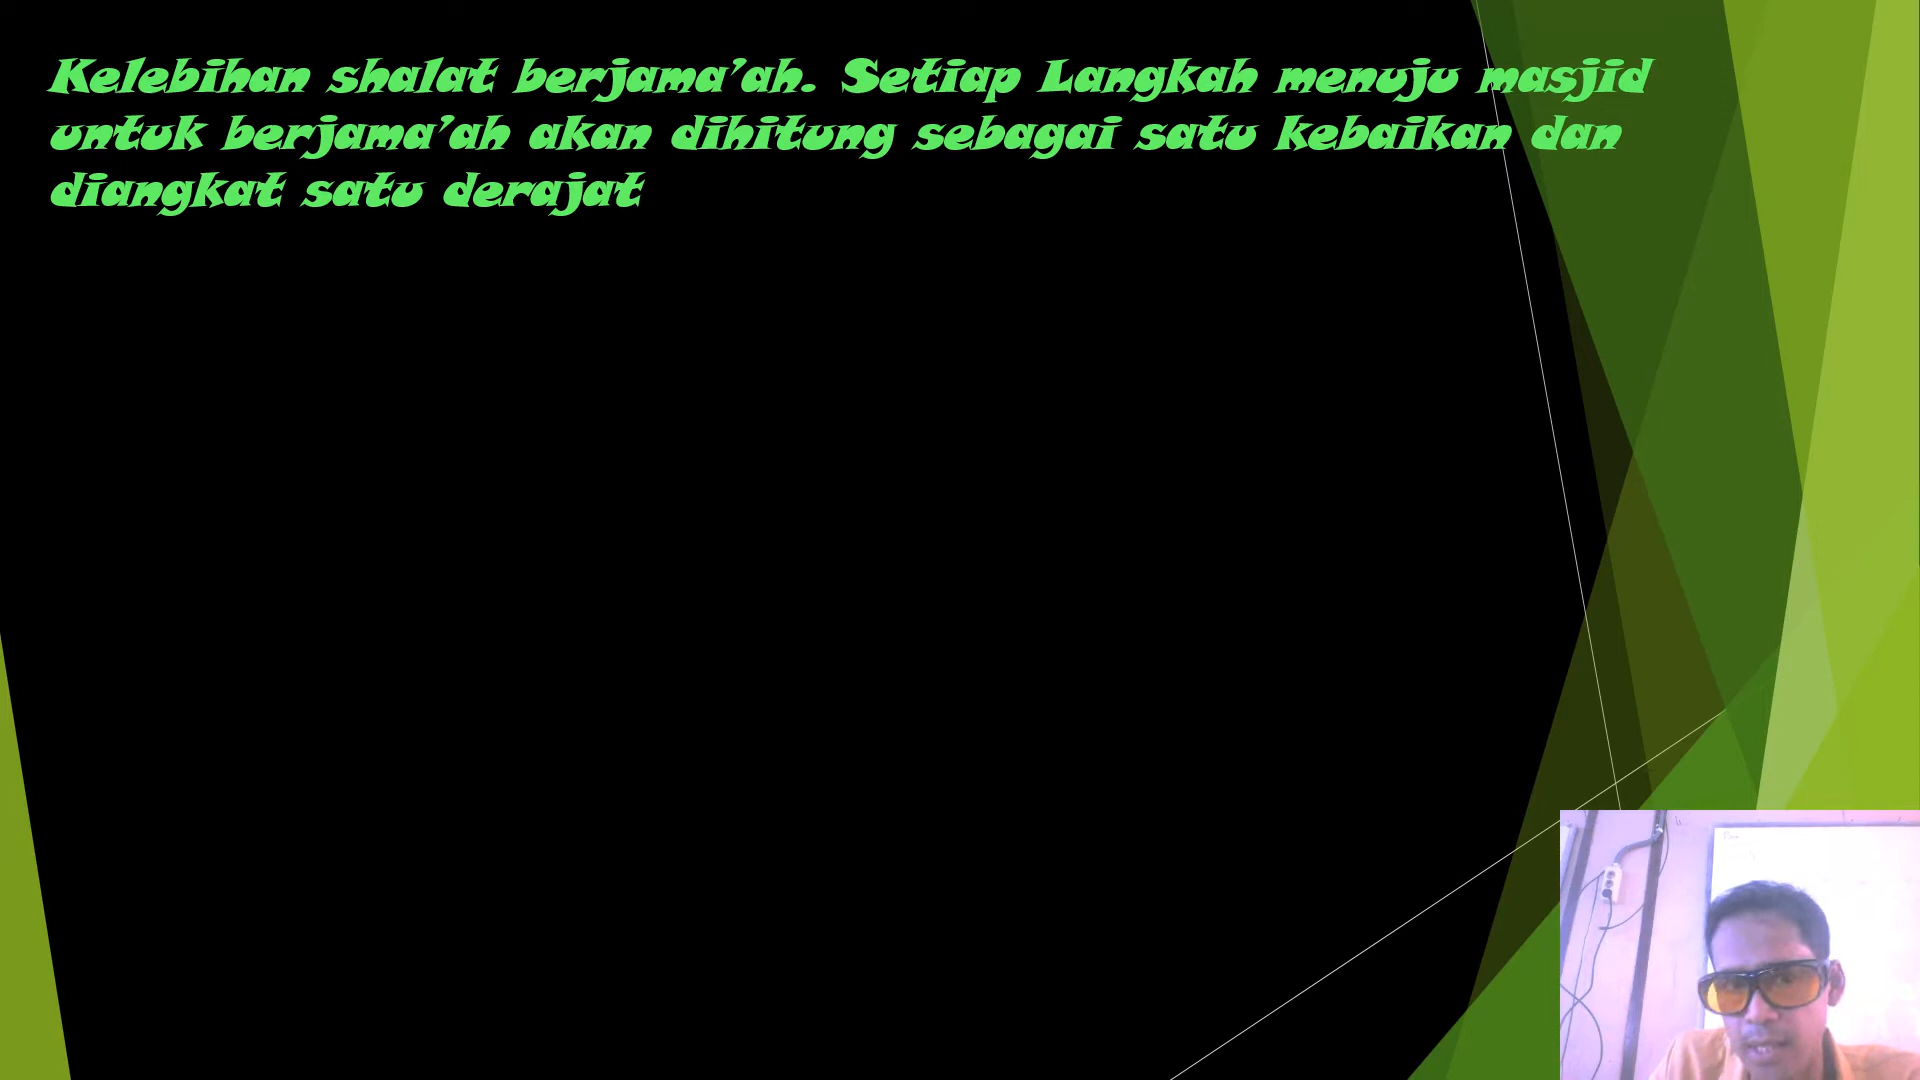 Kelebihan shalat berjama’ah. Setiap Langkah menuju masjid
untuk berjama’ah akan dihitung sebagai satu kebaikan dan
diangkat satu derajat